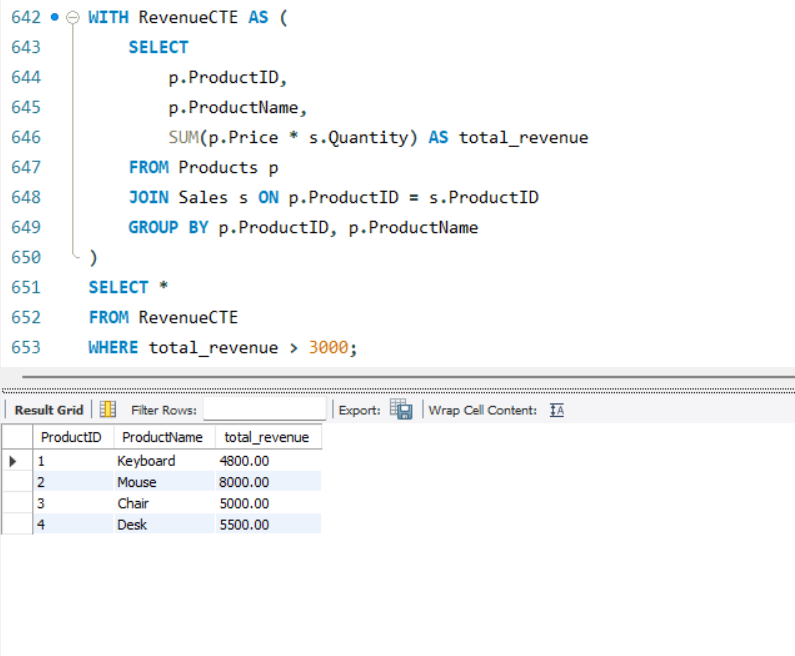 642 WITH RevenueCTE AS (
643 SELECT
644 p.ProductID,
645 p.ProductName,
646 SUM(p.Price * s.Quantity) AS total_revenue
647 FROM Products p
648 JOIN Sales s ON p.ProductID = s.ProductID
649 GROUP BY p.ProductID, p.ProductName
650 )
651 SELECT *
652 FROM RevenueCTE
653 WHERE total_revenue > 3000;
Result Grid Filter Rows: Export: Wrap Cell Content: IA
ProductID ProductName total_revenue
1 Keyboard 4800.00
2 Mouse 8000.00
3 Chair 5000.00
4 Desk 5500.00